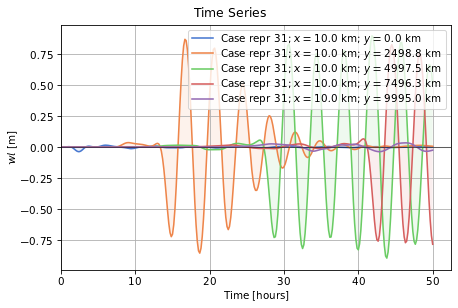 Time Series
Case repr 31; x = 10.0 km; y = 0.0 km
Case repr 31; x = 10.0 km; y = 2498.8 km
Case repr 31; x = 10.0 km; y = 4997.5 km
Case repr 31; x = 10.0 km; y = 7496.3 km
Case repr 31; x = 10.0 km; y = 9995.0 km
wl [m]
0.75
0.50
0.25
0.00
−0.25
−0.50
−0.75
0 10 20 30 40 50
Time [hours]